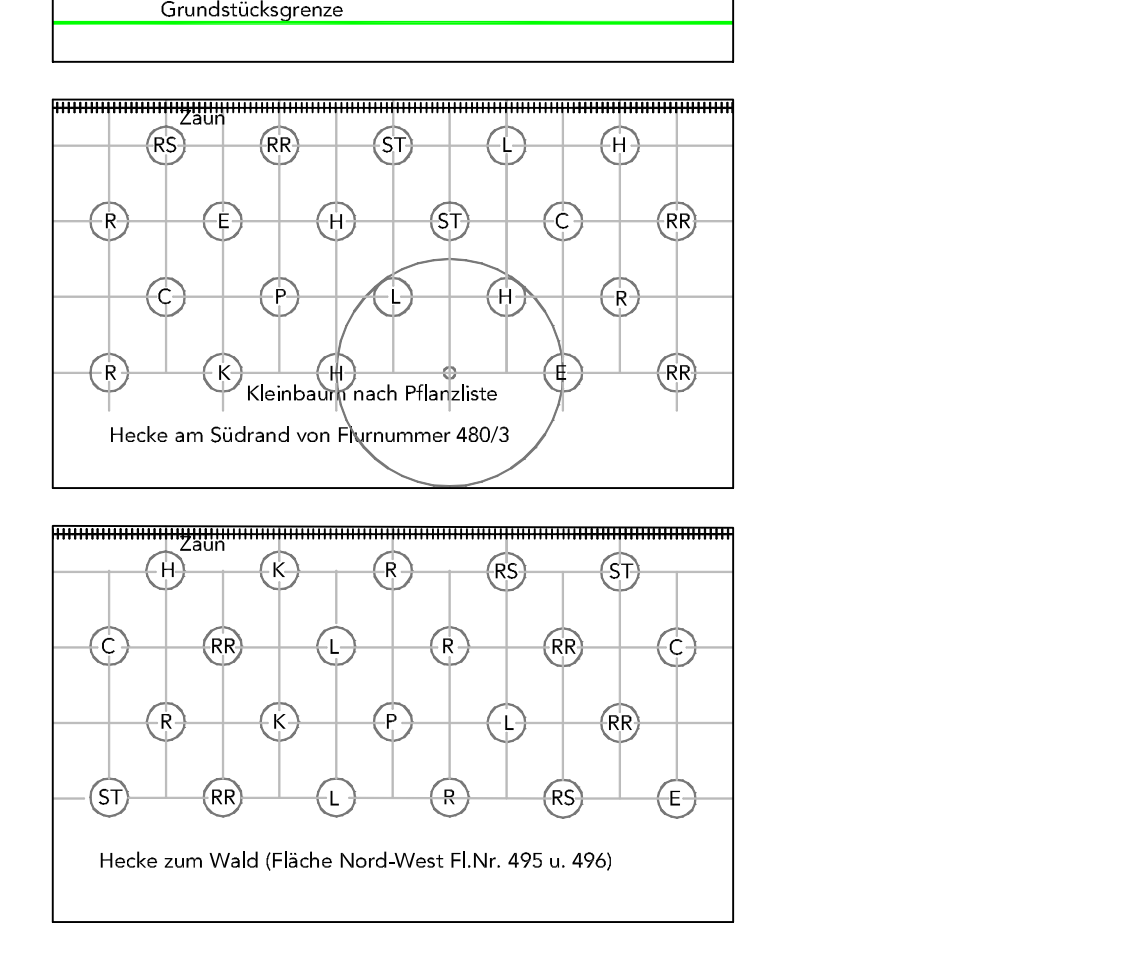 Grundstücksgrenze
Zaun
RS RR ST L H
R E H ST C RR
C P L H R
R K H E RR
Kleinbaum nach Pflanzliste
Hecke am Südrand von Flurnummer 480/3
Zaun
H K R RS ST
C RR L R RR C
R K P L RR
ST RR L R RS E
Hecke zum Wald (Fläche Nord-West Fl.Nr. 495 u. 496)